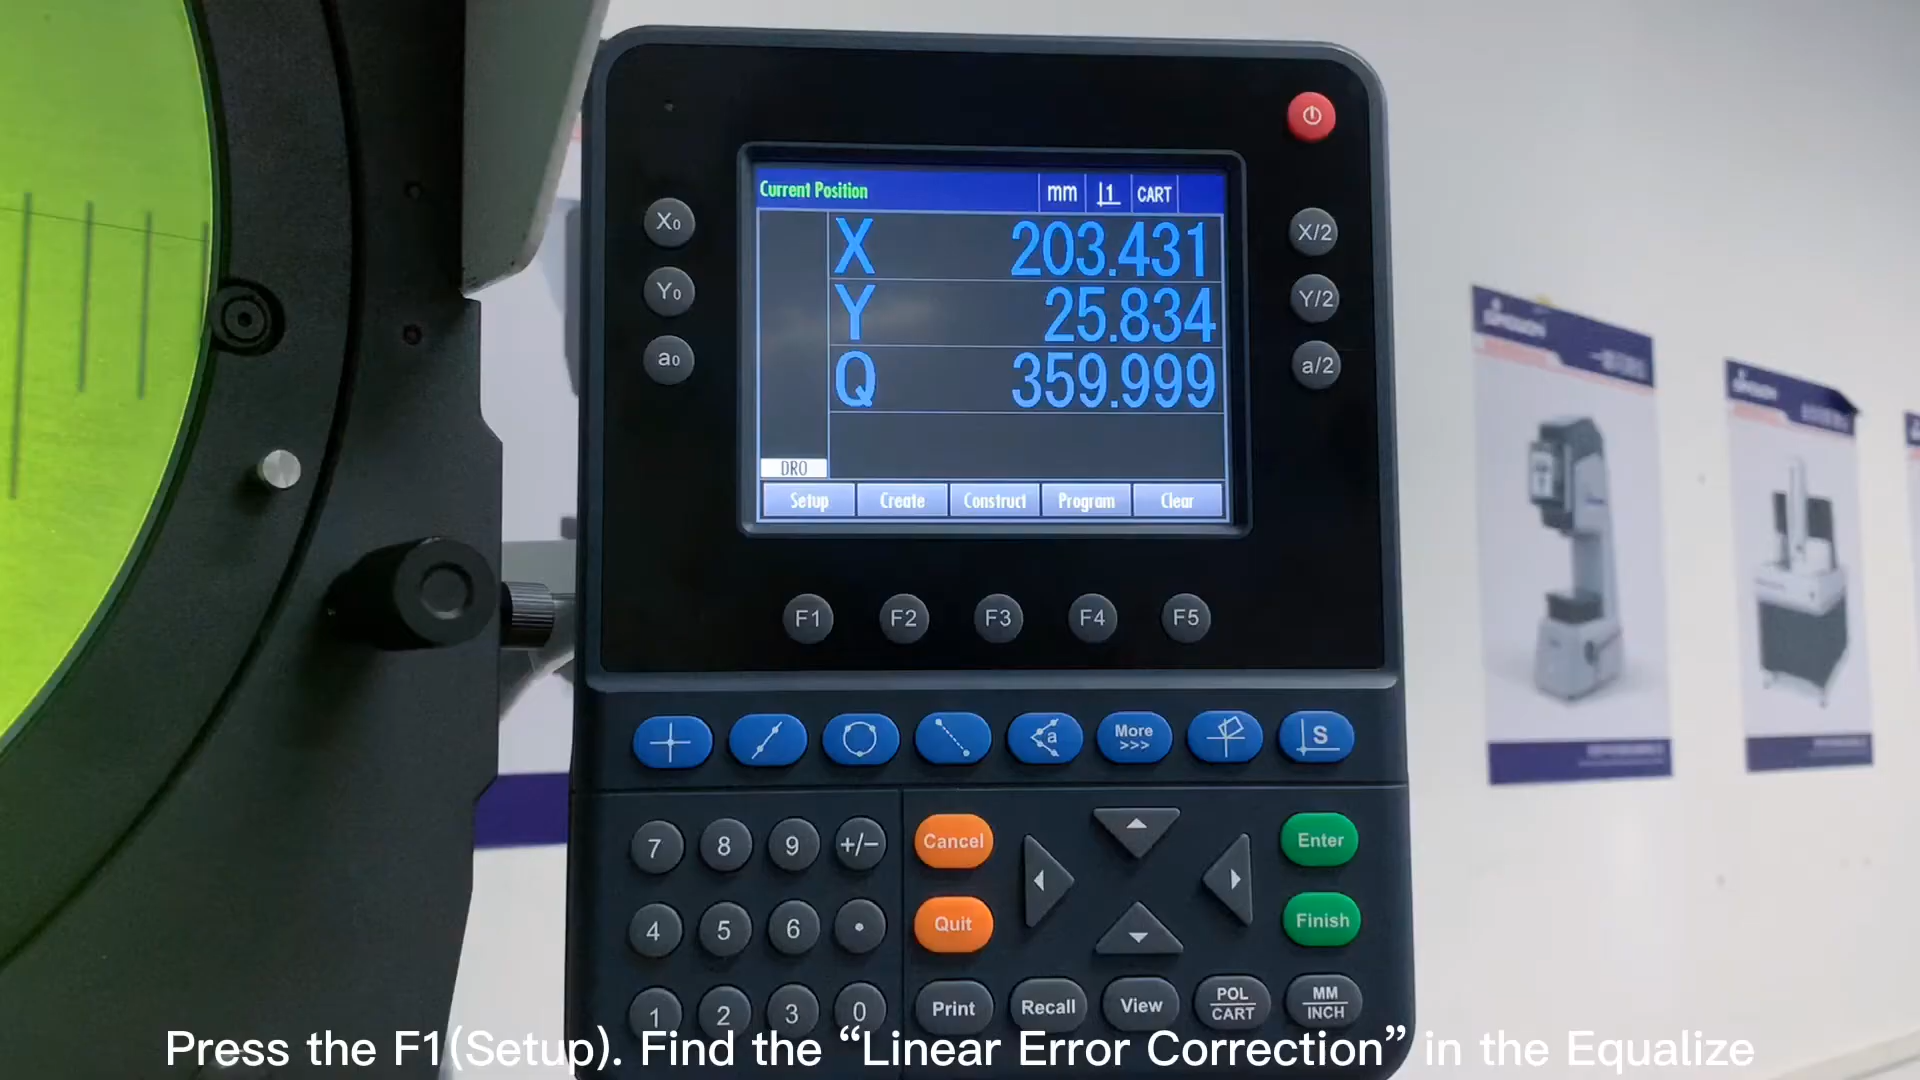 Current Position
mm
1
CART
X 203.431
Y 25.834
Q 359.999
DRO
Setup
Create
Construct
Program
Clear
X0
Y0
a0
X/2
Y/2
a/2
F1
F2
F3
F4
F5
a
More
>>>
S
7
8
9
+/−
4
5
6
.
1
2
3
0
Cancel
Quit
Enter
Finish
Print
Recall
View
POL
CART
MM
INCH
Press the F1(Setup). Find the “Linear Error Correction” in the Equalize